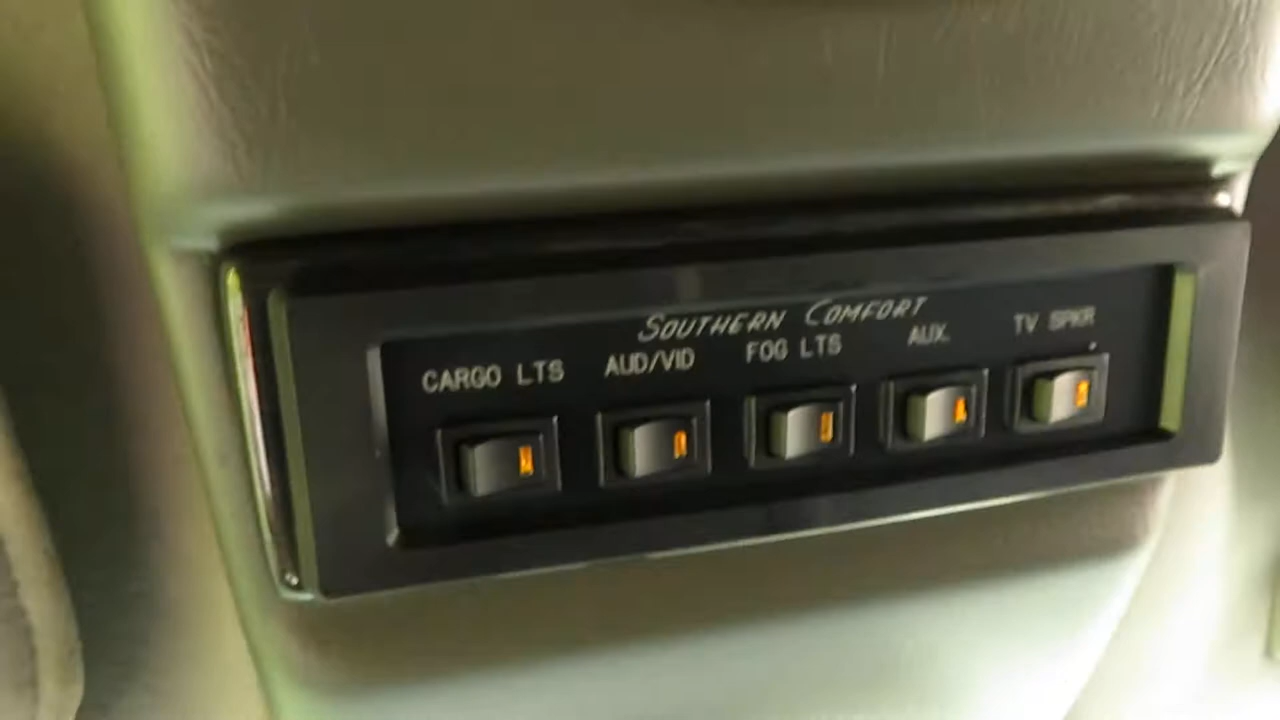 SOUTHERN COMFORT
CARGO LTS
AUD/VID
FOG LTS
AUX.
TV SPKR